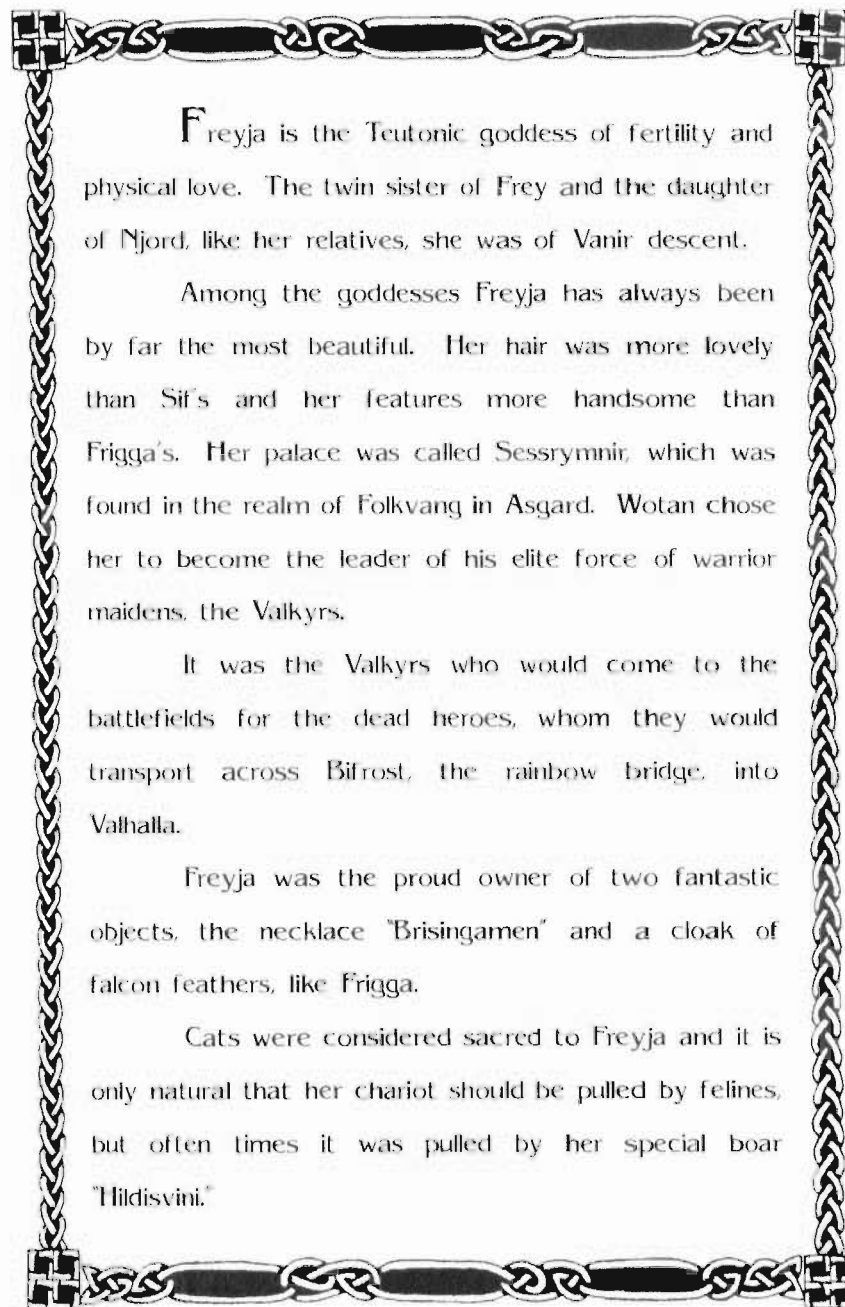 Freyja is the Teutonic goddess of fertility and
physical love. The twin sister of Frey and the daughter
of Njord, like her relatives, she was of Vanir descent.
Among the goddesses Freyja has always been
by far the most beautiful. Her hair was more lovely
than Sif's and her features more handsome than
Frigga's. Her palace was called Sessrymnir, which was
found in the realm of Folkvang in Asgard. Wotan chose
her to become the leader of his elite force of warrior
maidens, the Valkyrs.
It was the Valkyrs who would come to the
battlefields for the dead heroes, whom they would
transport across Bifrost, the rainbow bridge, into
Valhalla.
Freyja was the proud owner of two fantastic
objects, the necklace "Brisingamen" and a cloak of
falcon feathers, like Frigga.
Cats were considered sacred to Freyja and it is
only natural that her chariot should be pulled by felines,
but often times it was pulled by her special boar
"Hildisvini."